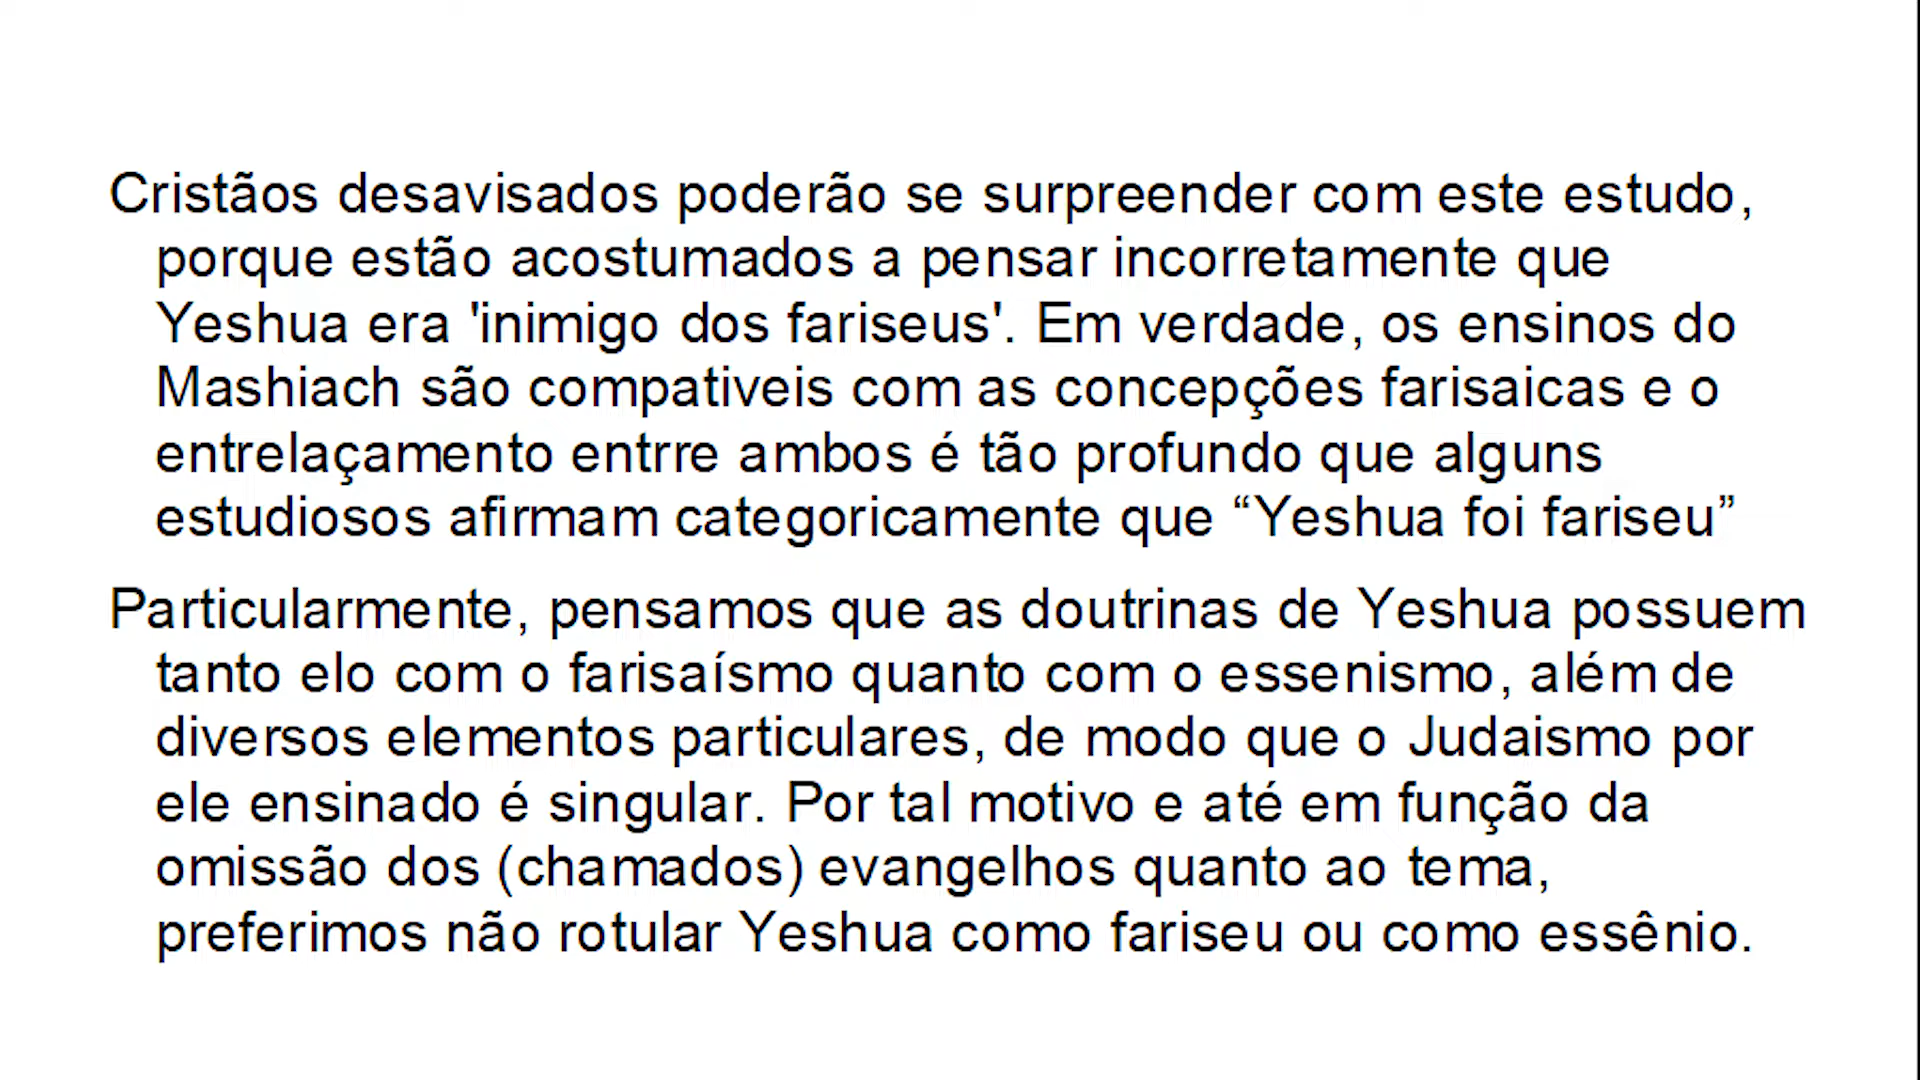 Cristãos desavisados poderão se surpreender com este estudo,
porque estão acostumados a pensar incorretamente que
Yeshua era 'inimigo dos fariseus'. Em verdade, os ensinos do
Mashiach são compativeis com as concepções farisaicas e o
entrelaçamento entrre ambos é tão profundo que alguns
estudiosos afirmam categoricamente que “Yeshua foi fariseu”
Particularmente, pensamos que as doutrinas de Yeshua possuem
tanto elo com o farisaísmo quanto com o essenismo, além de
diversos elementos particulares, de modo que o Judaismo por
ele ensinado é singular. Por tal motivo e até em função da
omissão dos (chamados) evangelhos quanto ao tema,
preferimos não rotular Yeshua como fariseu ou como essênio.